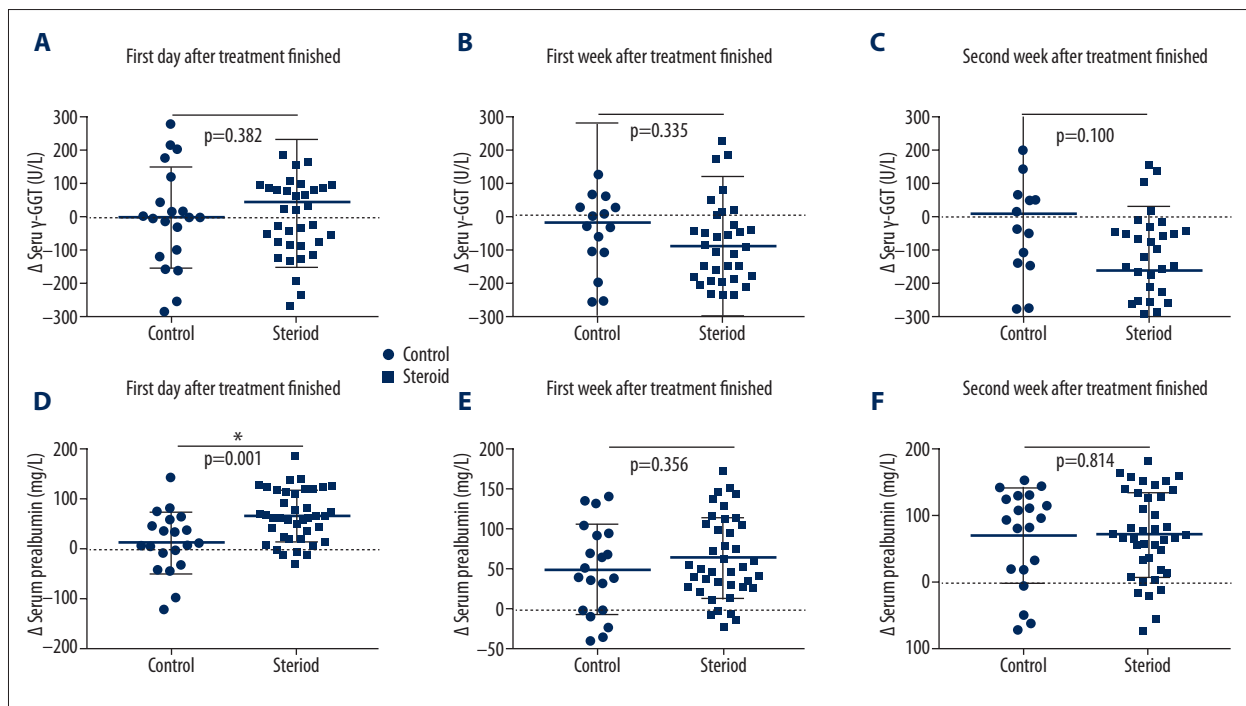 A
First day after treatment finished
Δ Seru γ-GGT (U/L)
300
200
100
0
−100
−200
−300
p=0.382
Control
Steriod
B
First week after treatment finished
Δ Seru γ-GGT (U/L)
300
200
100
0
−100
−200
−300
p=0.335
Control
Steriod
C
Second week after treatment finished
Δ Seru γ-GGT (U/L)
300
200
100
0
−100
−200
−300
p=0.100
Control
Steriod
Control
Steroid
D
First day after treatment finished
Δ Serum prealbumin (mg/L)
200
100
0
−100
−200
*
p=0.001
Control
Steriod
E
First week after treatment finished
Δ Serum prealbumin (mg/L)
200
150
100
50
0
−50
p=0.356
Control
Steriod
F
Second week after treatment finished
Δ Serum prealbumin (mg/L)
200
100
0
100
p=0.814
Control
Steriod